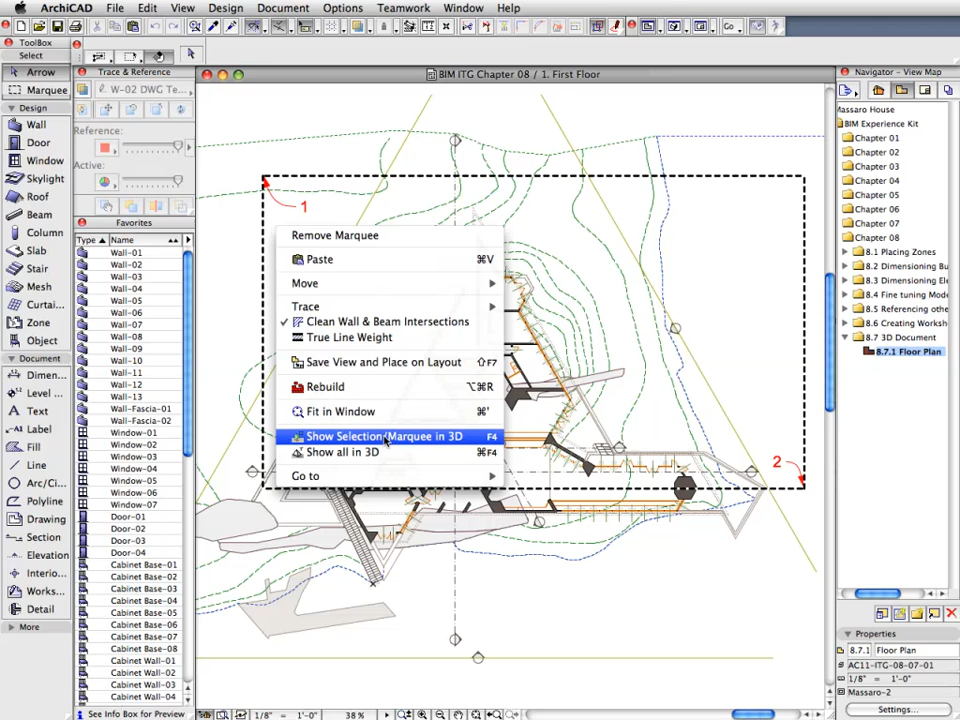 ArchiCAD File Edit View Design Document Options Teamwork Window Help
Go
ToolBox
Select
Arrow
Marquee
Design
Wall
Door
Window
Skylight
Roof
Beam
Column
Slab
Stair
Mesh
Curtai...
Zone
Object
Document
Dimen...
Level ...
Text
Label
Fill
Line
Arc/Ci...
Polyline
Drawing
Section
Elevation
Interio...
Works...
Detail
More
Trace & Reference
W-02 DWG Te...
Reference:
Active:
Favorites
Type Name
Wall-01
Wall-02
Wall-03
Wall-04
Wall-05
Wall-06
Wall-07
Wall-08
Wall-09
Wall-10
Wall-11
Wall-12
Wall-13
Wall-Fascia-01
Wall-Fascia-02
Window-01
Window-02
Window-03
Window-04
Window-05
Window-06
Window-07
Door-01
Door-02
Door-03
Door-04
Cabinet Base-01
Cabinet Base-02
Cabinet Base-03
Cabinet Base-04
Cabinet Base-05
Cabinet Base-06
Cabinet Base-07
Cabinet Base-08
Cabinet Wall-01
Cabinet Wall-02
Cabinet Wall-03
Cabinet Wall-04
See Info Box for Preview
BIM ITG Chapter 08 / 1. First Floor
1
2
Remove Marquee
Paste ⌘V
Move
Trace
✓ Clean Wall & Beam Intersections
True Line Weight
Save View and Place on Layout ⇧F7
Rebuild ⌥⌘R
Fit in Window ⌘'
Show Selection/Marquee in 3D F4
Show all in 3D ⌘F4
Go to
1/8" = 1'-0" 38 %
Navigator - View Map
Massaro House
BIM Experience Kit
Chapter 01
Chapter 02
Chapter 03
Chapter 04
Chapter 05
Chapter 06
Chapter 07
Chapter 08
8.1 Placing Zones
8.2 Dimensioning Bu
8.3 Dimensioning Ele
8.4 Fine tuning Mode
8.5 Referencing othe
8.6 Creating Worksh
8.7 3D Document
8.7.1 Floor Plan
Properties
8.7.1 Floor Plan
AC11-ITG-08-07-01
1/8" = 1'-0"
Massaro-2
Settings...